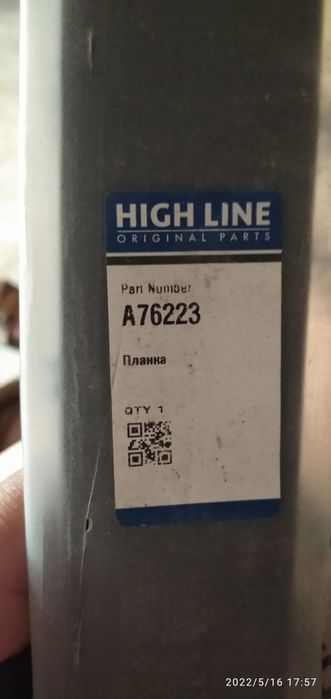 HIGH LINE
ORIGINAL PARTS
Part Number
A76223
Планка
QTY 1
2022/5/16 17:57